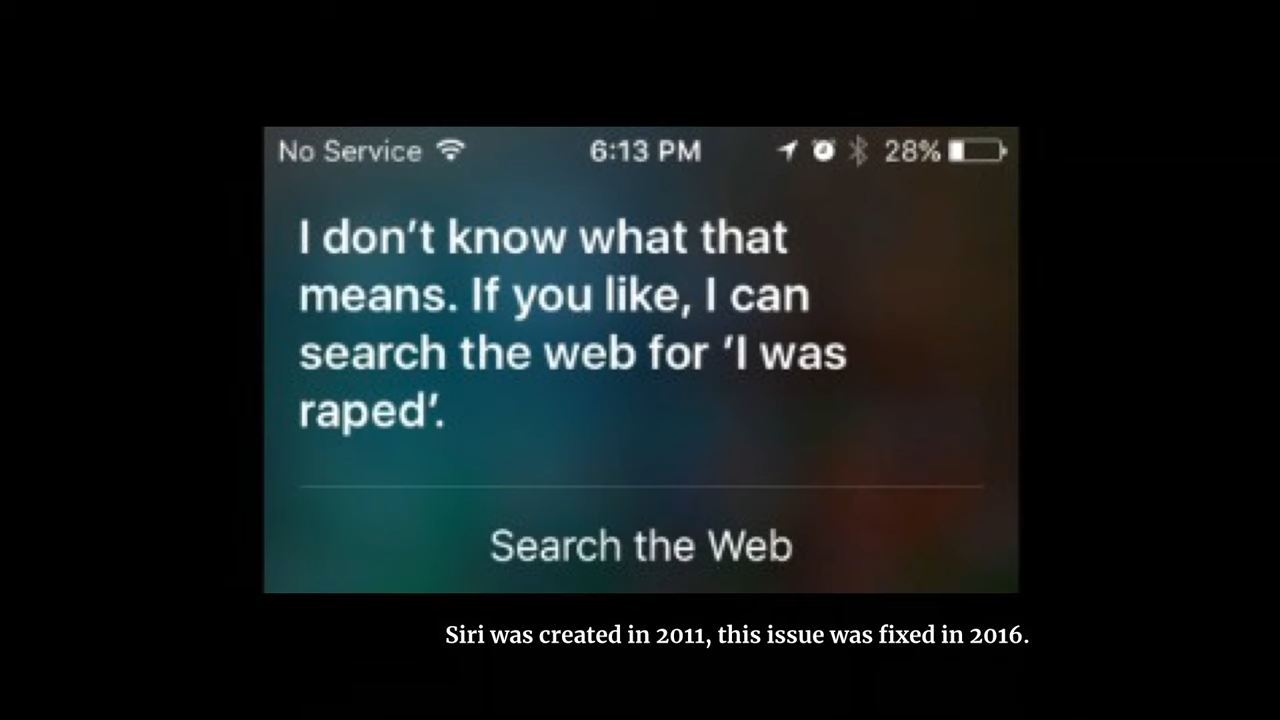 No Service 6:13 PM 28%
I don’t know what that
means. If you like, I can
search the web for ‘I was
raped’.
Search the Web
Siri was created in 2011, this issue was fixed in 2016.